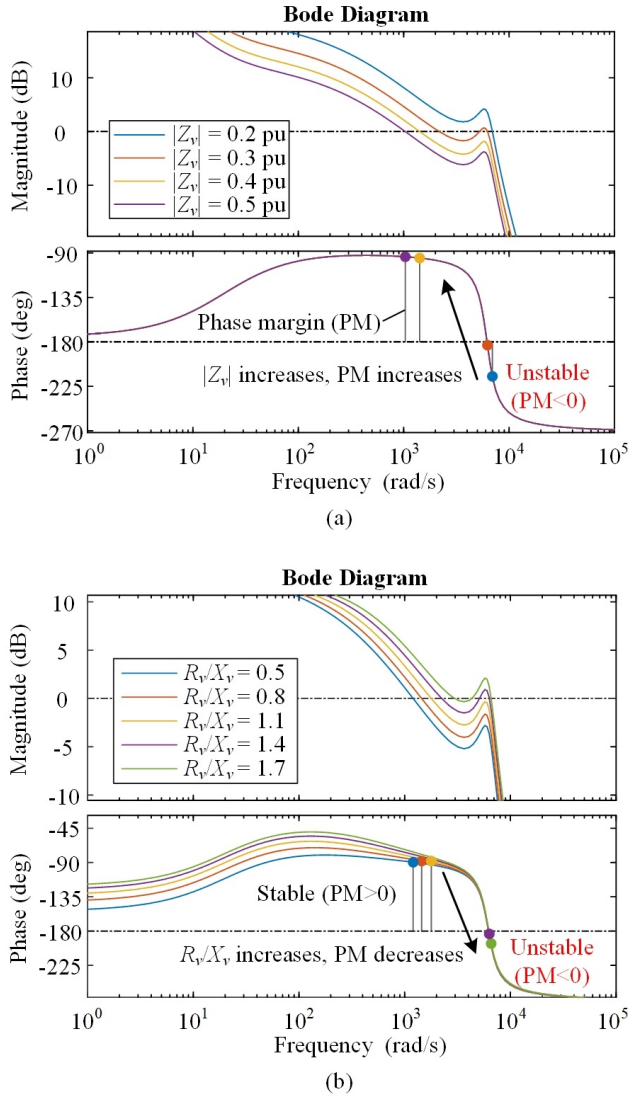 Bode Diagram
Magnitude (dB)
10
0
-10
|Zv| = 0.2 pu
|Zv| = 0.3 pu
|Zv| = 0.4 pu
|Zv| = 0.5 pu
Phase (deg)
-90
-135
-180
-225
-270
Phase margin (PM)
|Zv| increases, PM increases
Unstable
(PM<0)
10^0 10^1 10^2 10^3 10^4 10^5
Frequency (rad/s)
(a)
Bode Diagram
Magnitude (dB)
10
5
0
-5
-10
Rv/Xv = 0.5
Rv/Xv = 0.8
Rv/Xv = 1.1
Rv/Xv = 1.4
Rv/Xv = 1.7
Phase (deg)
-45
-90
-135
-180
-225
Stable (PM>0)
Rv/Xv increases, PM decreases
Unstable
(PM<0)
10^0 10^1 10^2 10^3 10^4 10^5
Frequency (rad/s)
(b)